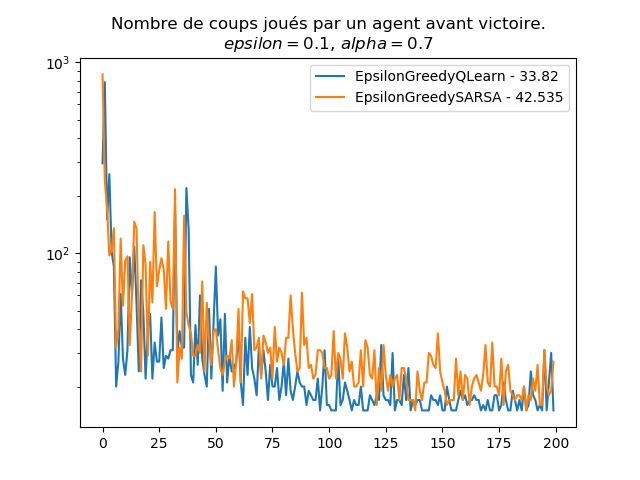 Nombre de coups joués par un agent avant victoire.
epsilon = 0.1, alpha = 0.7
EpsilonGreedyQLearn - 33.82
EpsilonGreedySARSA - 42.535
10³
10²
0 25 50 75 100 125 150 175 200